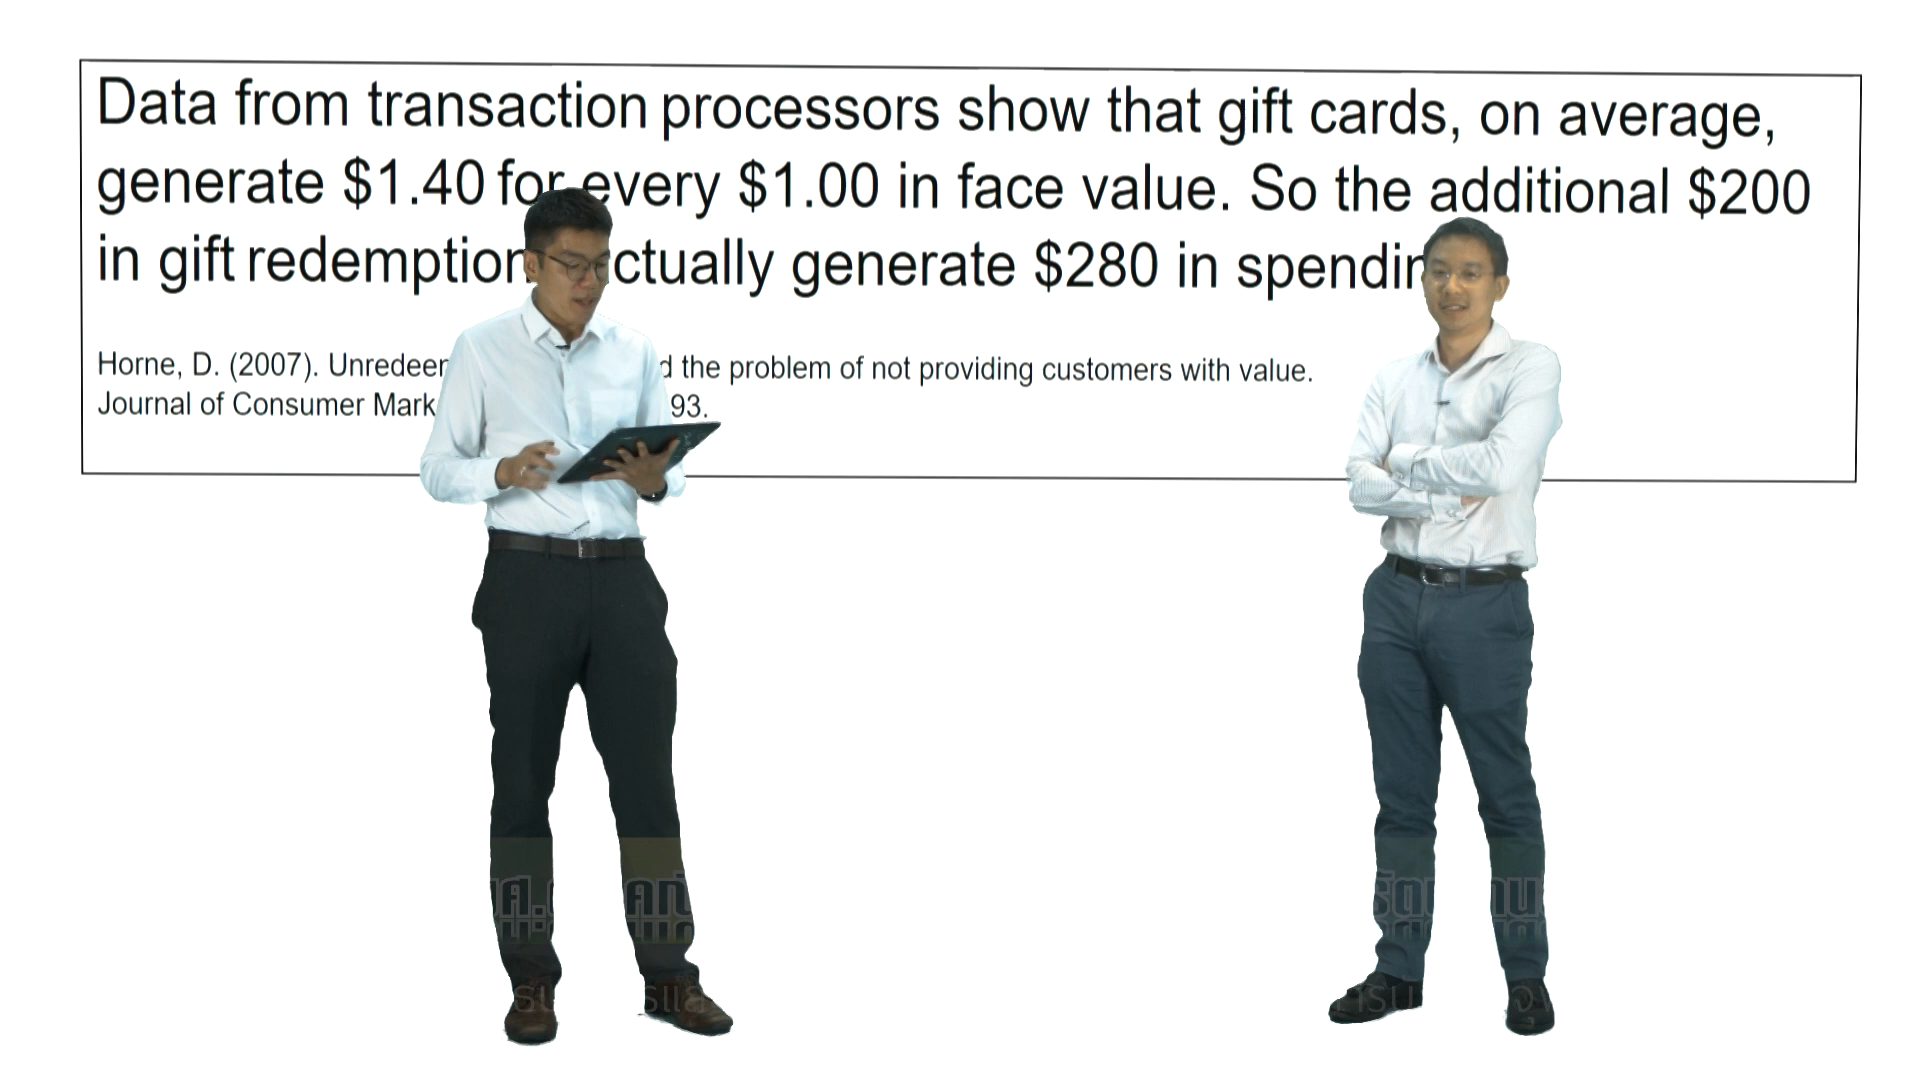 Data from transaction processors show that gift cards, on average,
generate $1.40 for every $1.00 in face value. So the additional $200
in gift redemption ctually generate $280 in spendin
Horne, D. (2007). Unredeem d the problem of not providing customers with value.
Journal of Consumer Mark 93.